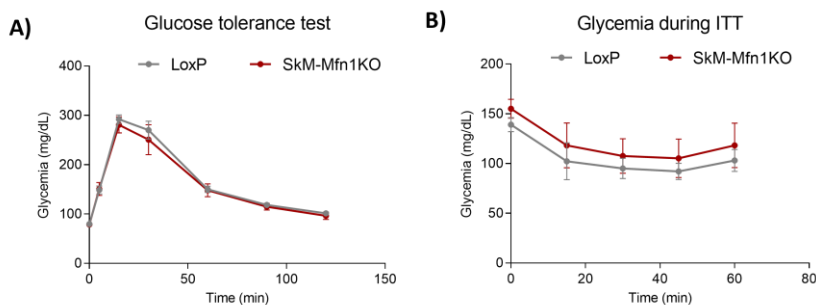 A)
Glucose tolerance test
LoxP
SkM-Mfn1KO
Glycemia (mg/dL)
400
300
200
100
0
0
50
100
150
Time (min)
B)
Glycemia during ITT
LoxP
SkM-Mfn1KO
Glycemia (mg/dL)
200
150
100
50
0
0
20
40
60
80
Time (min)